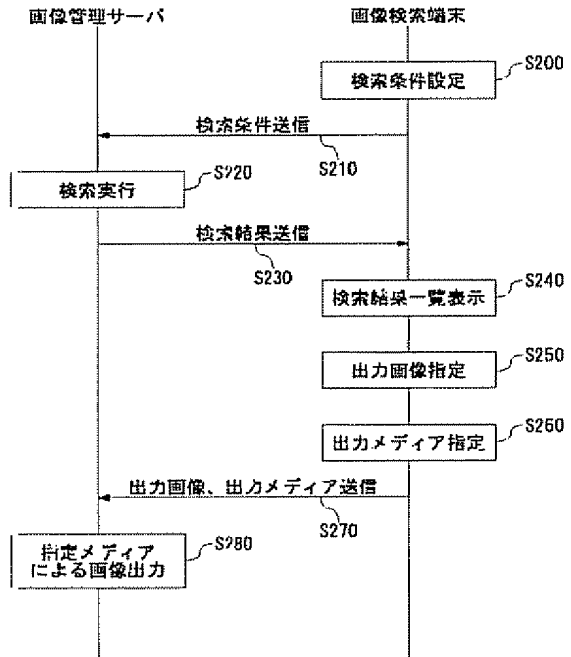 画像管理サーバ
画像検索端末
検索条件設定
S200
検索条件送信
S210
検索実行
S220
検索結果送信
S230
検索結果一覧表示
S240
出力画像指定
S250
出力メディア指定
S260
出力画像、出力メディア送信
S270
指定メディア
による画像出力
S280